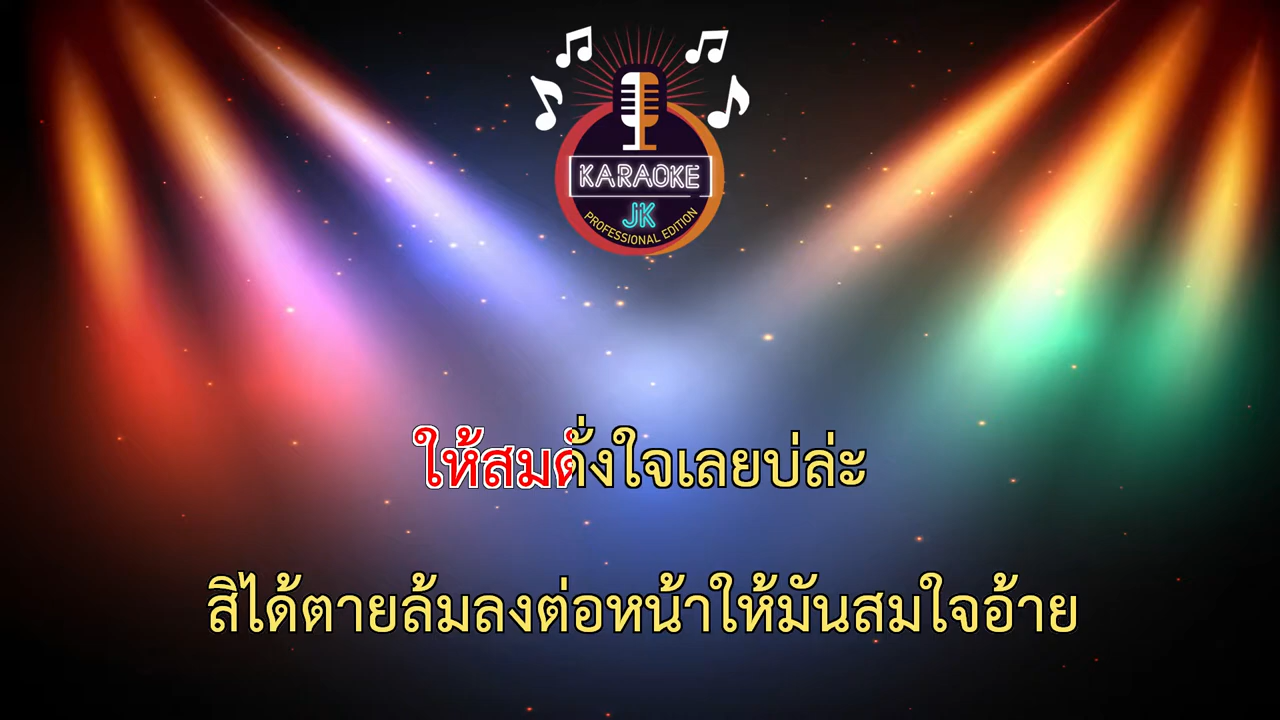 KARAOKE
JK
PROFESSIONAL EDITION
ให้สมดั่งใจเลยบ่ล่ะ
สิได้ตายล้มลงต่อหน้าให้มันสมใจอ้าย